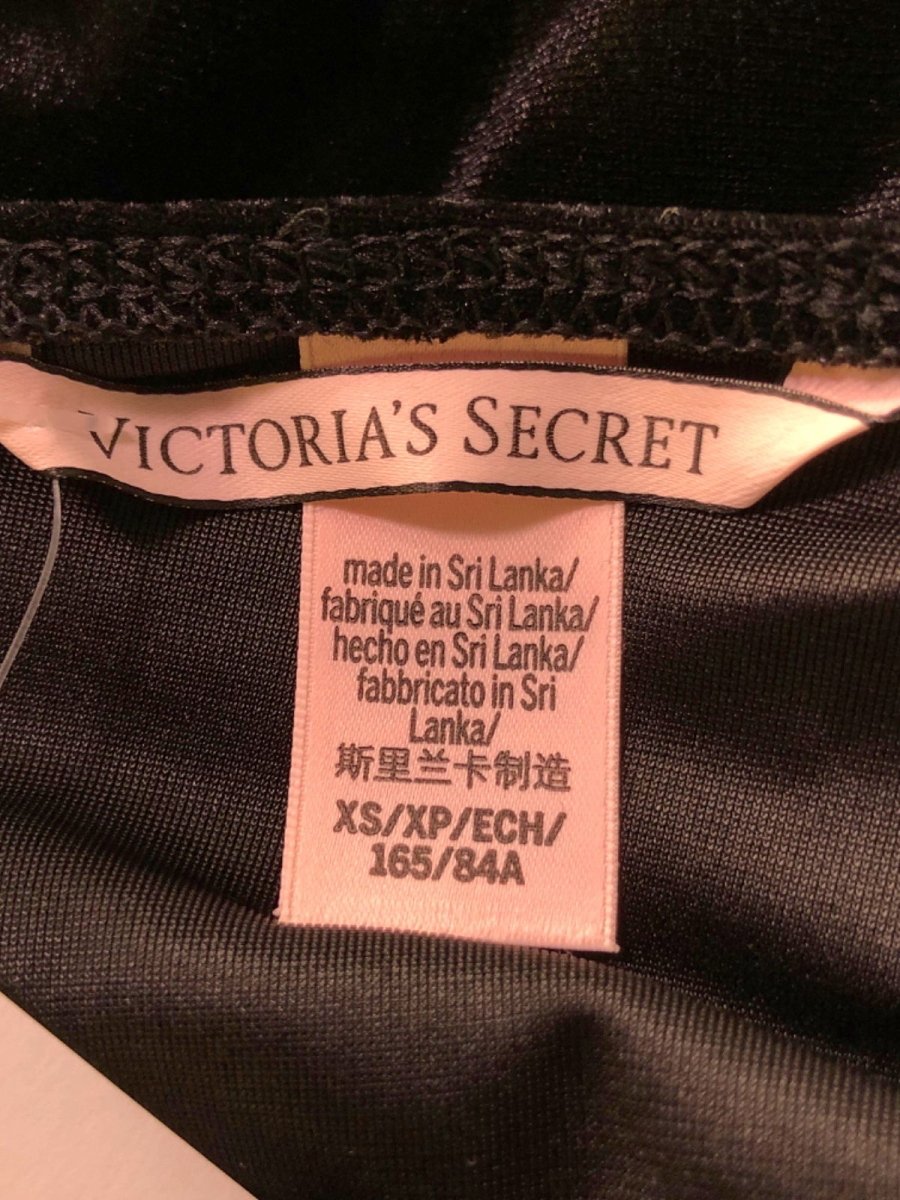 VICTORIA'S SECRET
made in Sri Lanka/
fabriqué au Sri Lanka/
hecho en Sri Lanka/
fabbricato in Sri
Lanka/
斯里兰卡制造
XS/XP/ECH/
165/84A